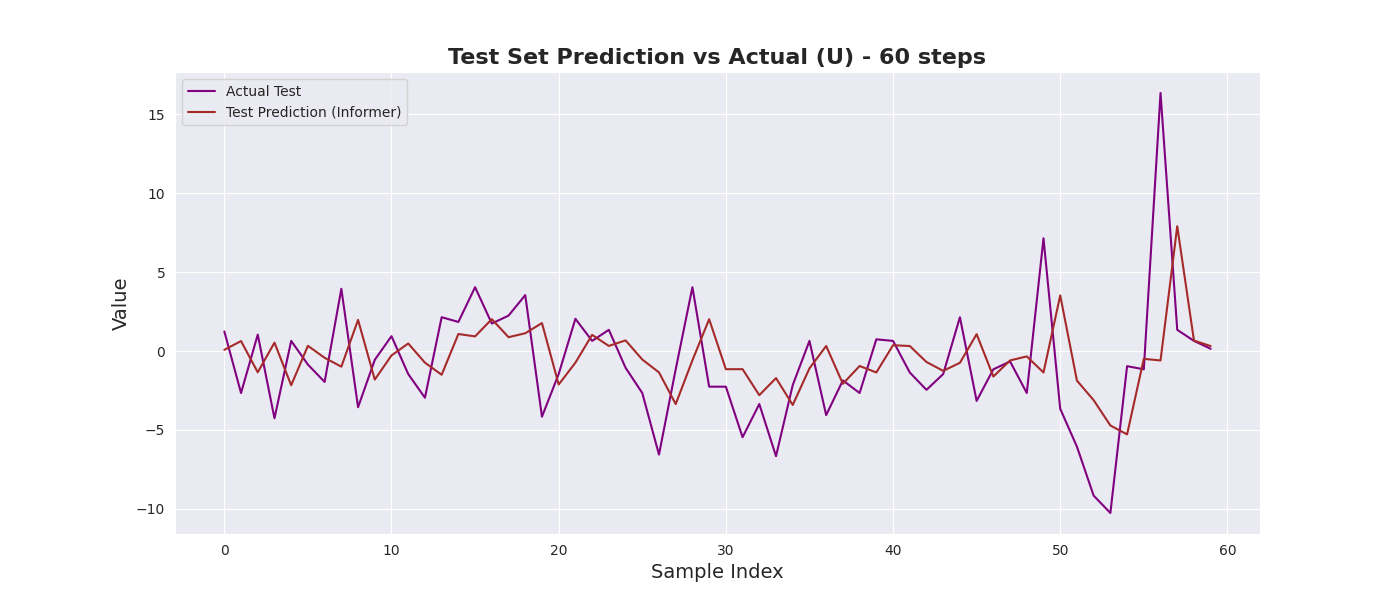 Test Set Prediction vs Actual (U) - 60 steps
Actual Test
Test Prediction (Informer)
Value
15
10
5
0
−5
−10
0 10 20 30 40 50 60
Sample Index